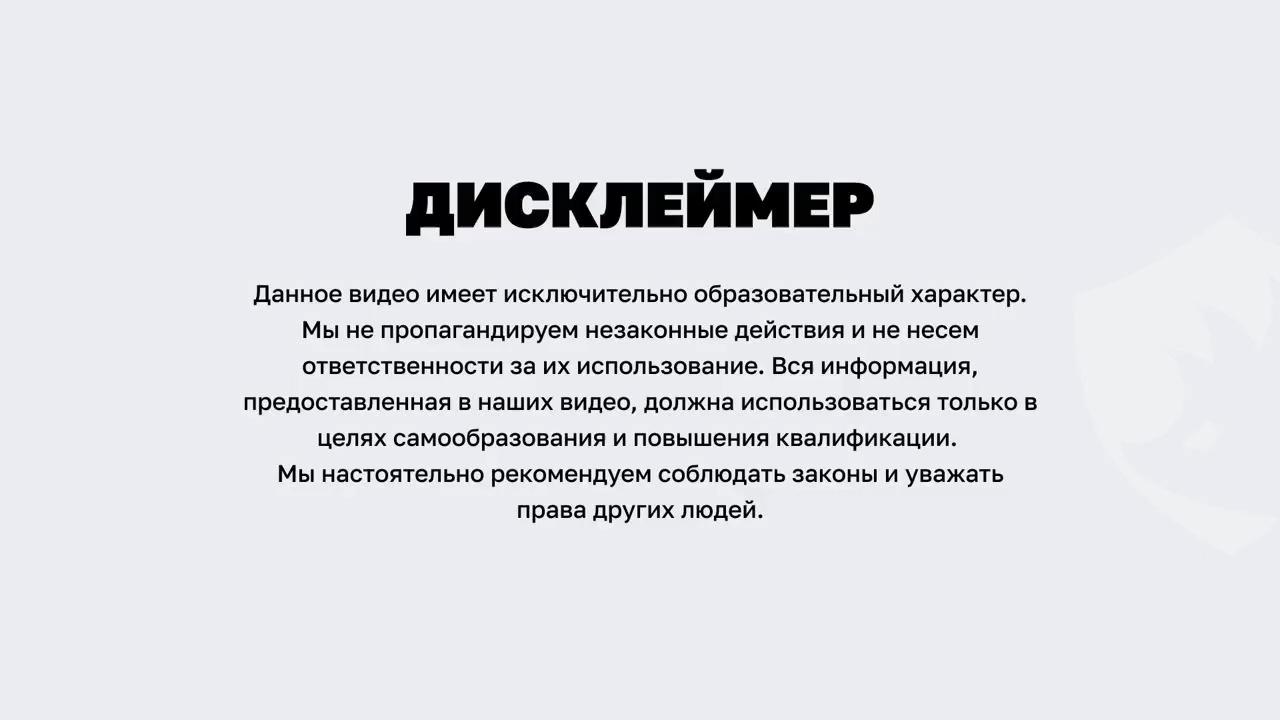 ДИСКЛЕЙМЕР
Данное видео имеет исключительно образовательный характер.
Мы не пропагандируем незаконные действия и не несем
ответственности за их использование. Вся информация,
предоставленная в наших видео, должна использоваться только в
целях самообразования и повышения квалификации.
Мы настоятельно рекомендуем соблюдать законы и уважать
права других людей.